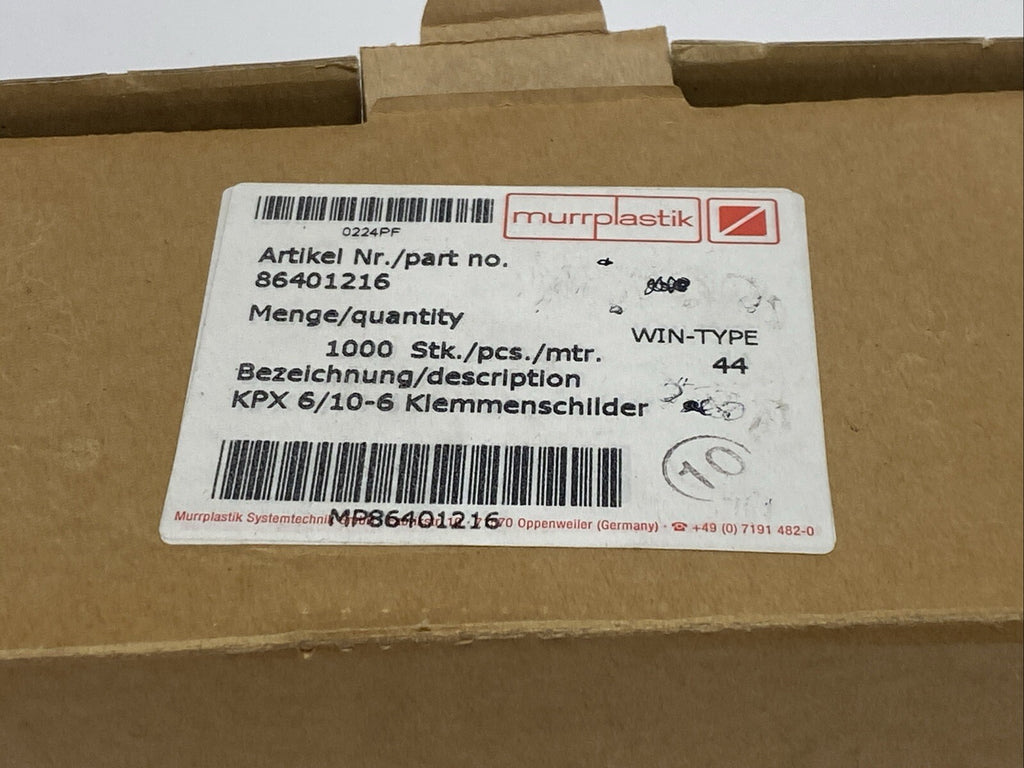 murrplastik
0224PF
Artikel Nr./part no.
86401216
Menge/quantity
WIN-TYPE
1000 Stk./pcs./mtr.
44
Bezeichnung/description
KPX 6/10-6 Klemmenschilder
10
MP86401216
Murrplastik Systemtechnik Oppenweiler (Germany) · ☎ +49 (0) 7191 482-0